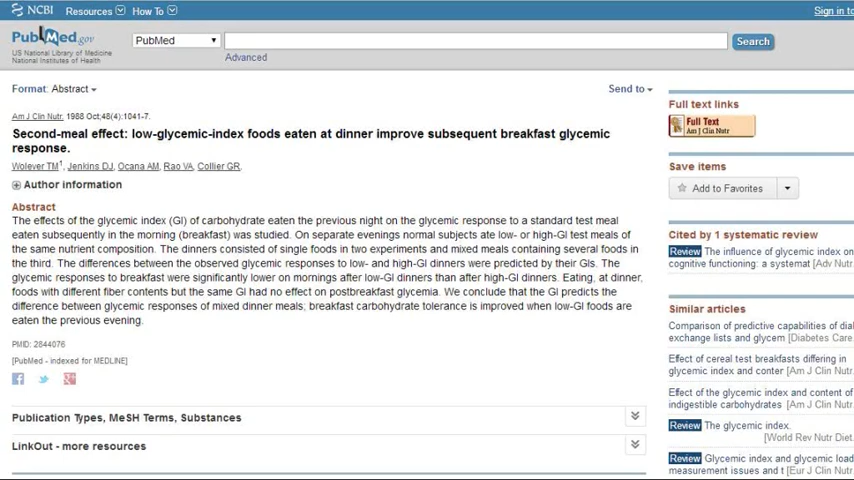 NCBI Resources How To Sign in to
PubMed.gov
US National Library of Medicine
National Institutes of Health
PubMed
Search
Advanced
Format: Abstract
Send to
Am J Clin Nutr. 1988 Oct;48(4):1041-7.
Second-meal effect: low-glycemic-index foods eaten at dinner improve subsequent breakfast glycemic
response.
Wolever TM1, Jenkins DJ, Ocana AM, Rao VA, Collier GR.
Author information
Abstract
The effects of the glycemic index (GI) of carbohydrate eaten the previous night on the glycemic response to a standard test meal
eaten subsequently in the morning (breakfast) was studied. On separate evenings normal subjects ate low- or high-GI test meals of
the same nutrient composition. The dinners consisted of single foods in two experiments and mixed meals containing several foods in
the third. The differences between the observed glycemic responses to low- and high-GI dinners were predicted by their GIs. The
glycemic responses to breakfast were significantly lower on mornings after low-GI dinners than after high-GI dinners. Eating, at dinner,
foods with different fiber contents but the same GI had no effect on postbreakfast glycemia. We conclude that the GI predicts the
difference between glycemic responses of mixed dinner meals; breakfast carbohydrate tolerance is improved when low-GI foods are
eaten the previous evening.
PMID: 2844076
[PubMed - indexed for MEDLINE]
Publication Types, MeSH Terms, Substances
LinkOut - more resources
Full text links
Full Text
Am J Clin Nutr
Save items
Add to Favorites
Cited by 1 systematic review
Review The influence of glycemic index on
cognitive functioning: a systemat [Adv Nutr.
Similar articles
Comparison of predictive capabilities of dia
exchange lists and glycem [Diabetes Care.
Effect of cereal test breakfasts differing in
glycemic index and conter [Am J Clin Nutr.
Effect of the glycemic index and content of
indigestible carbohydrates [Am J Clin Nutr.
Review The glycemic index.
[World Rev Nutr Diet.
Review Glycemic index and glycemic load
measurement issues and t [Eur J Clin Nutr.